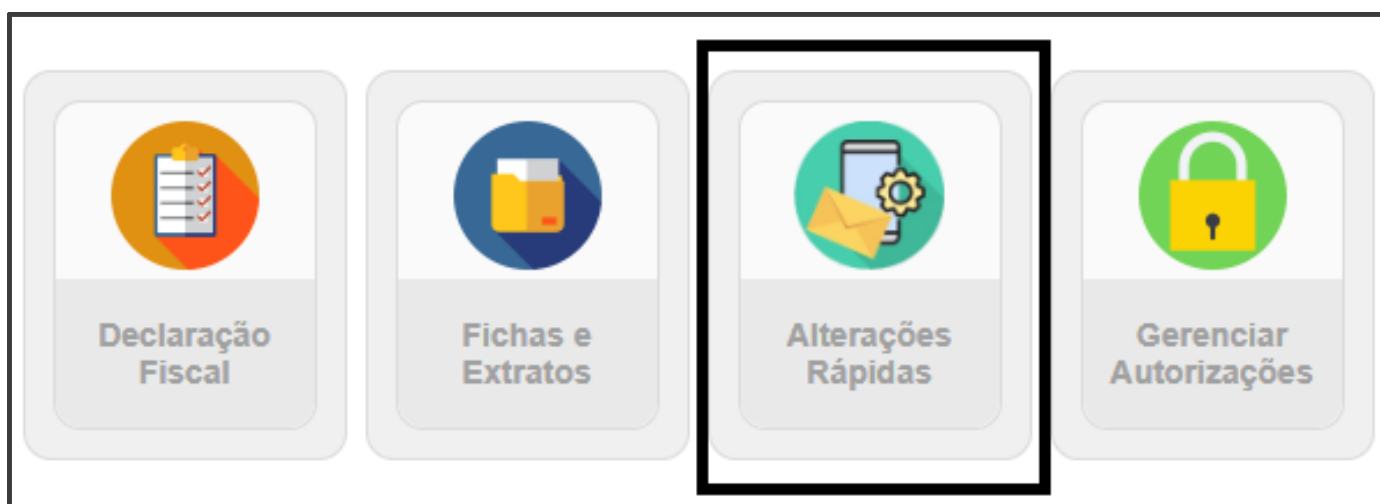 Declaração
Fiscal
Fichas e
Extratos
Alterações
Rápidas
Gerenciar
Autorizações